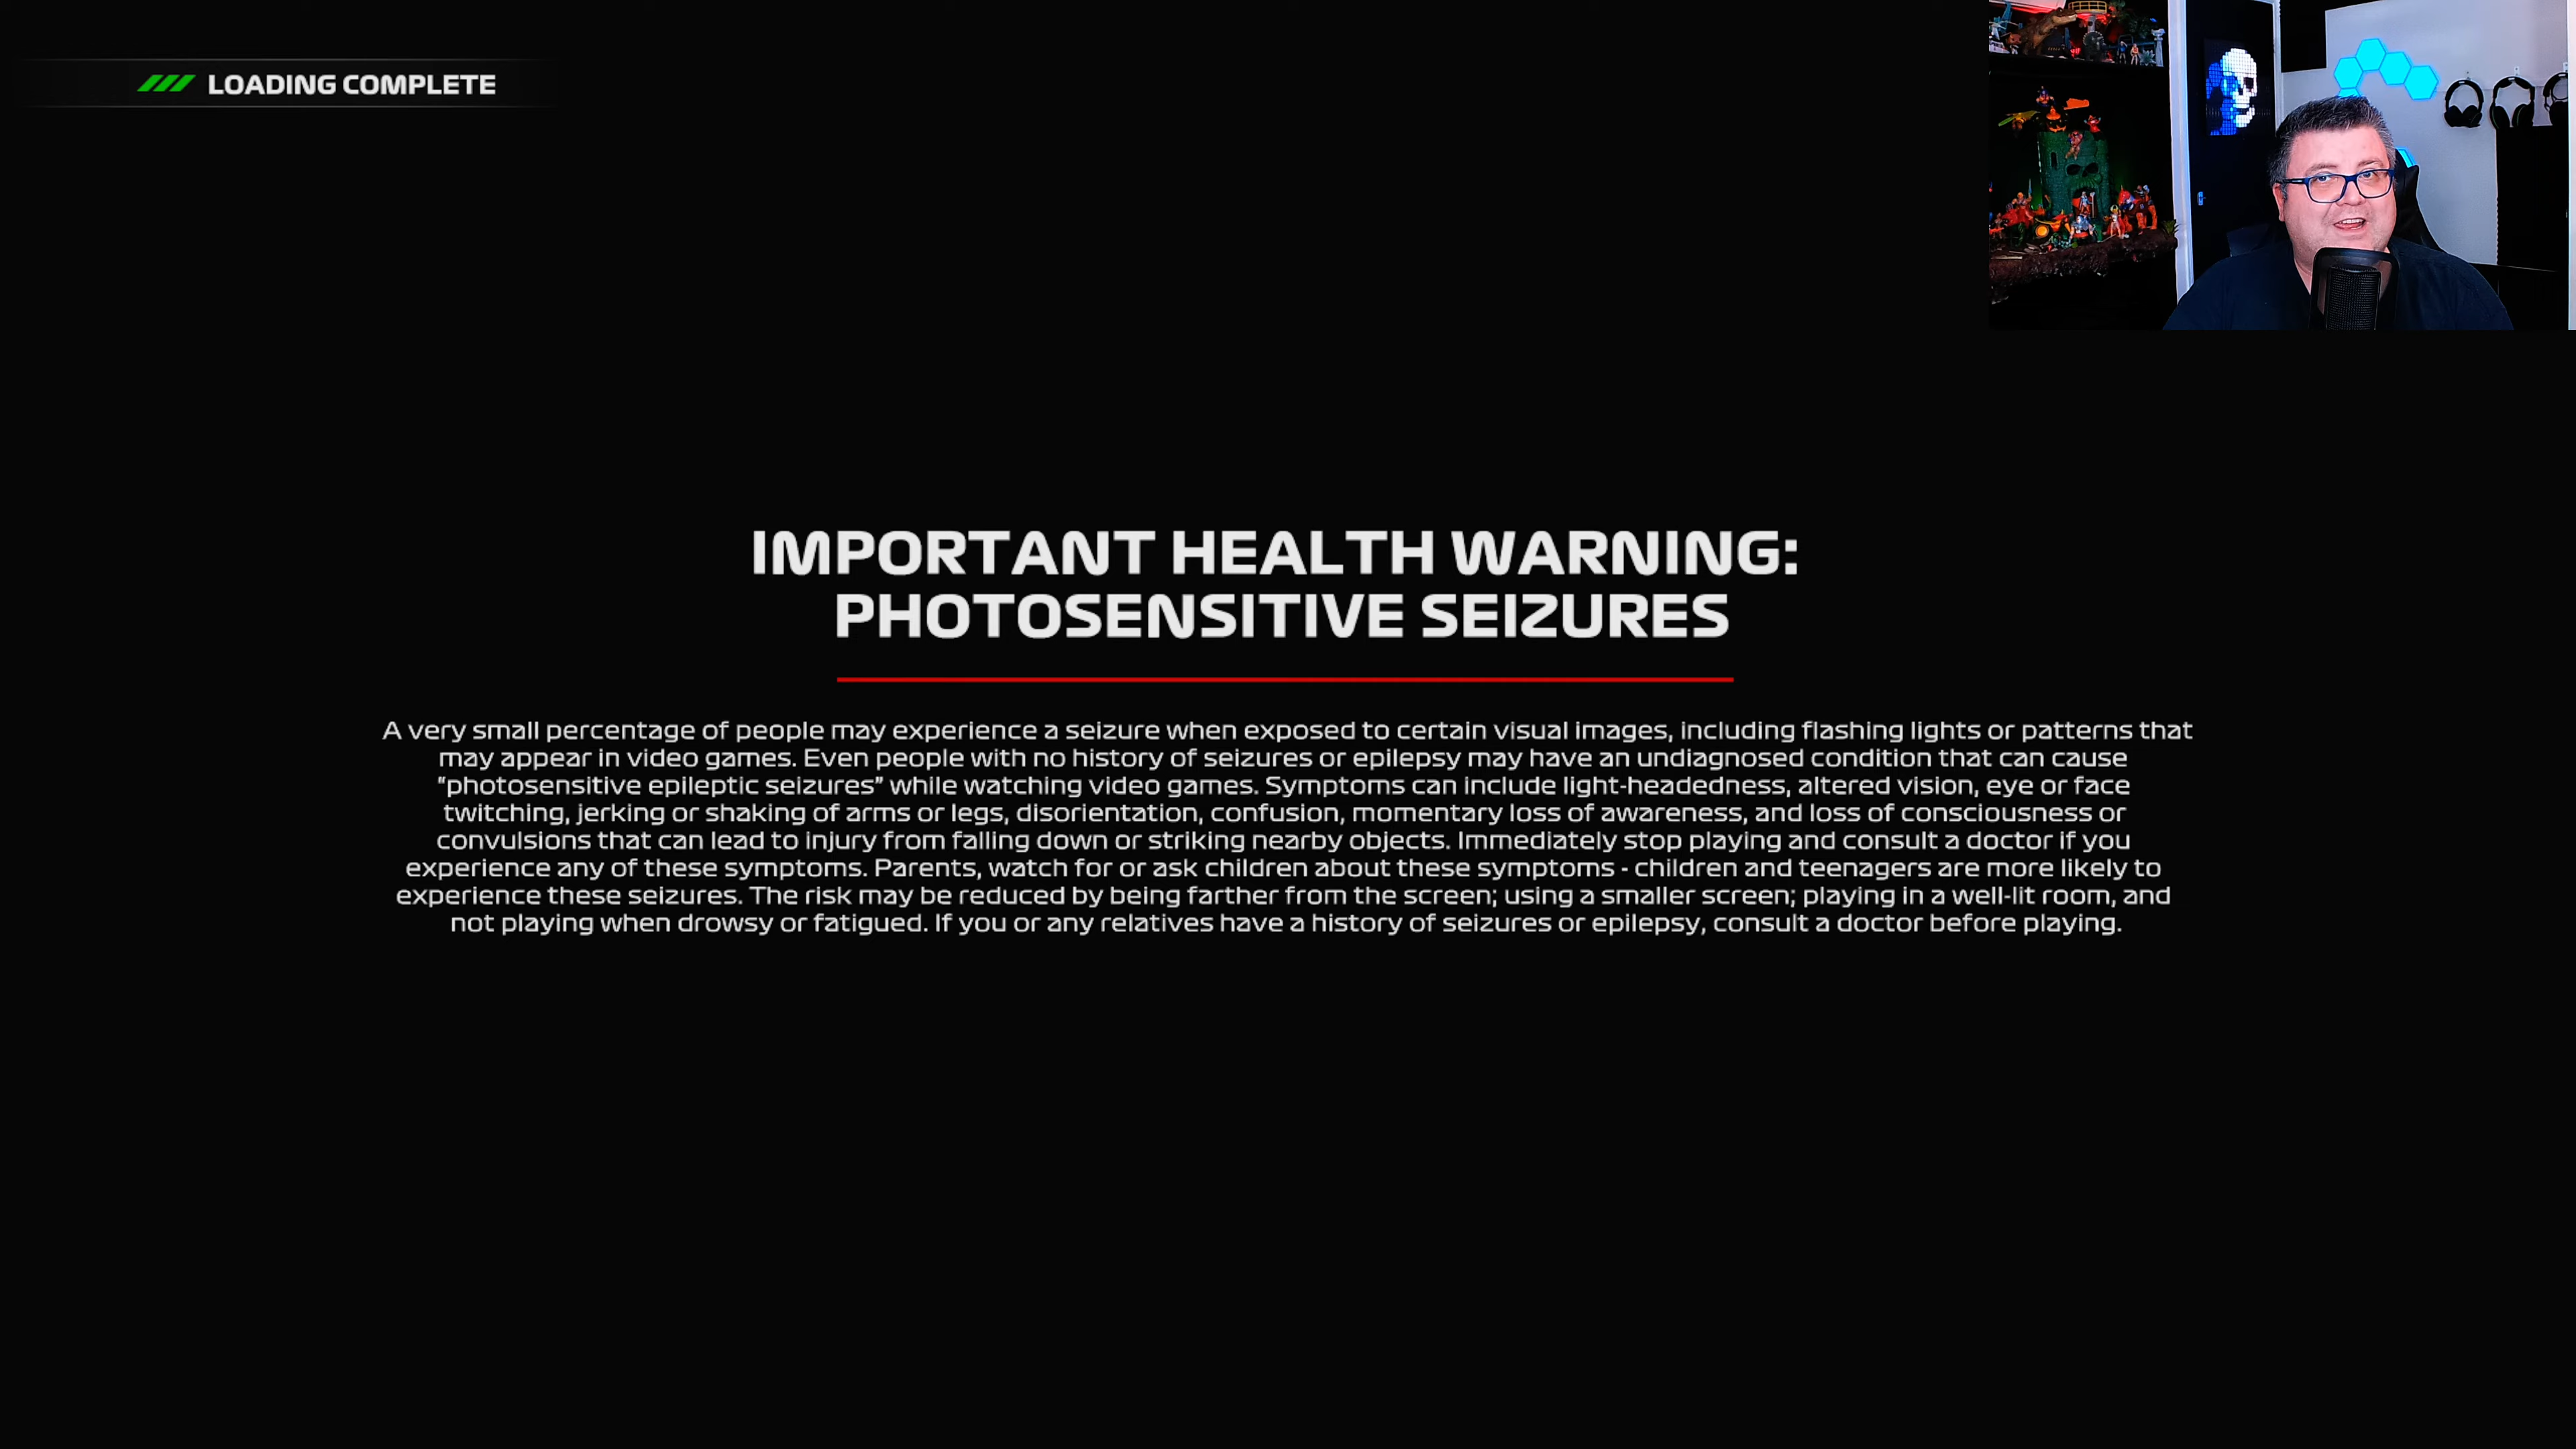 LOADING COMPLETE
IMPORTANT HEALTH WARNING:
PHOTOSENSITIVE SEIZURES
A very small percentage of people may experience a seizure when exposed to certain visual images, including flashing lights or patterns that
may appear in video games. Even people with no history of seizures or epilepsy may have an undiagnosed condition that can cause
“photosensitive epileptic seizures” while watching video games. Symptoms can include light-headedness, altered vision, eye or face
twitching, jerking or shaking of arms or legs, disorientation, confusion, momentary loss of awareness, and loss of consciousness or
convulsions that can lead to injury from falling down or striking nearby objects. Immediately stop playing and consult a doctor if you
experience any of these symptoms. Parents, watch for or ask children about these symptoms - children and teenagers are more likely to
experience these seizures. The risk may be reduced by being farther from the screen; using a smaller screen; playing in a well-lit room, and
not playing when drowsy or fatigued. If you or any relatives have a history of seizures or epilepsy, consult a doctor before playing.